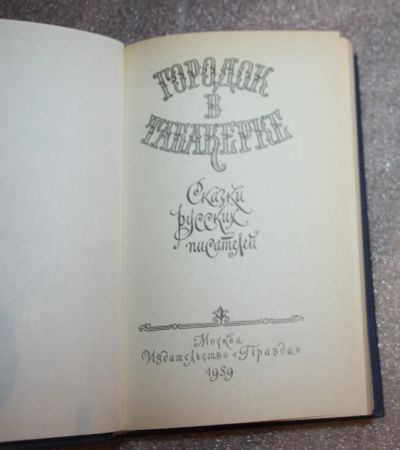 ГОРОДОК
В
ТАБАКЕРКЕ
Сказки
русских
писателей
Москва
Издательство «Правда»
1989